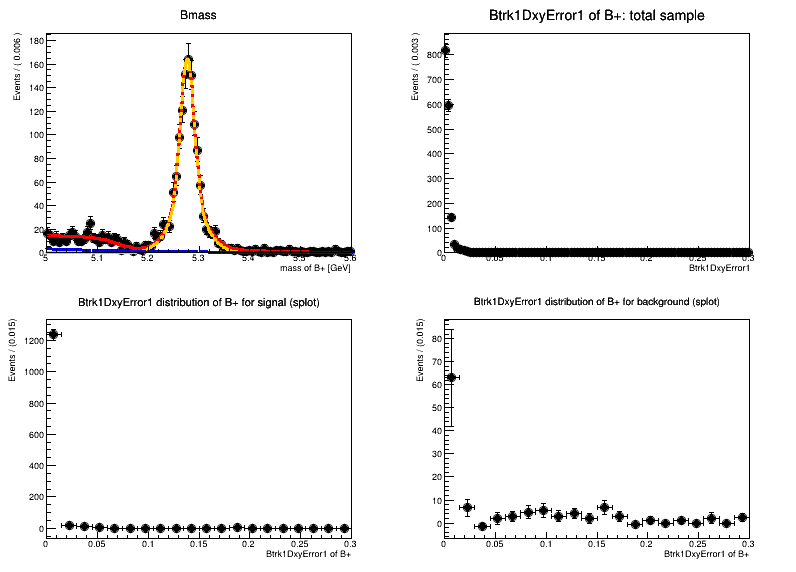 Bmass
Events / ( 0.006 )
180
160
140
120
100
80
60
40
20
0
5 5.1 5.2 5.3 5.4 5.5 5.6
mass of B+ [GeV]
Btrk1DxyError1 of B+: total sample
Events / ( 0.003 )
800
700
600
500
400
300
200
100
0
0 0.05 0.1 0.15 0.2 0.25 0.3
Btrk1DxyError1
Btrk1DxyError1 distribution of B+ for signal (splot)
Events / (0.015)
1200
1000
800
600
400
200
0
0 0.05 0.1 0.15 0.2 0.25 0.3
Btrk1DxyError1 of B+
Btrk1DxyError1 distribution of B+ for background (splot)
Events / (0.015)
80
70
60
50
40
30
20
10
0
0 0.05 0.1 0.15 0.2 0.25 0.3
Btrk1DxyError1 of B+